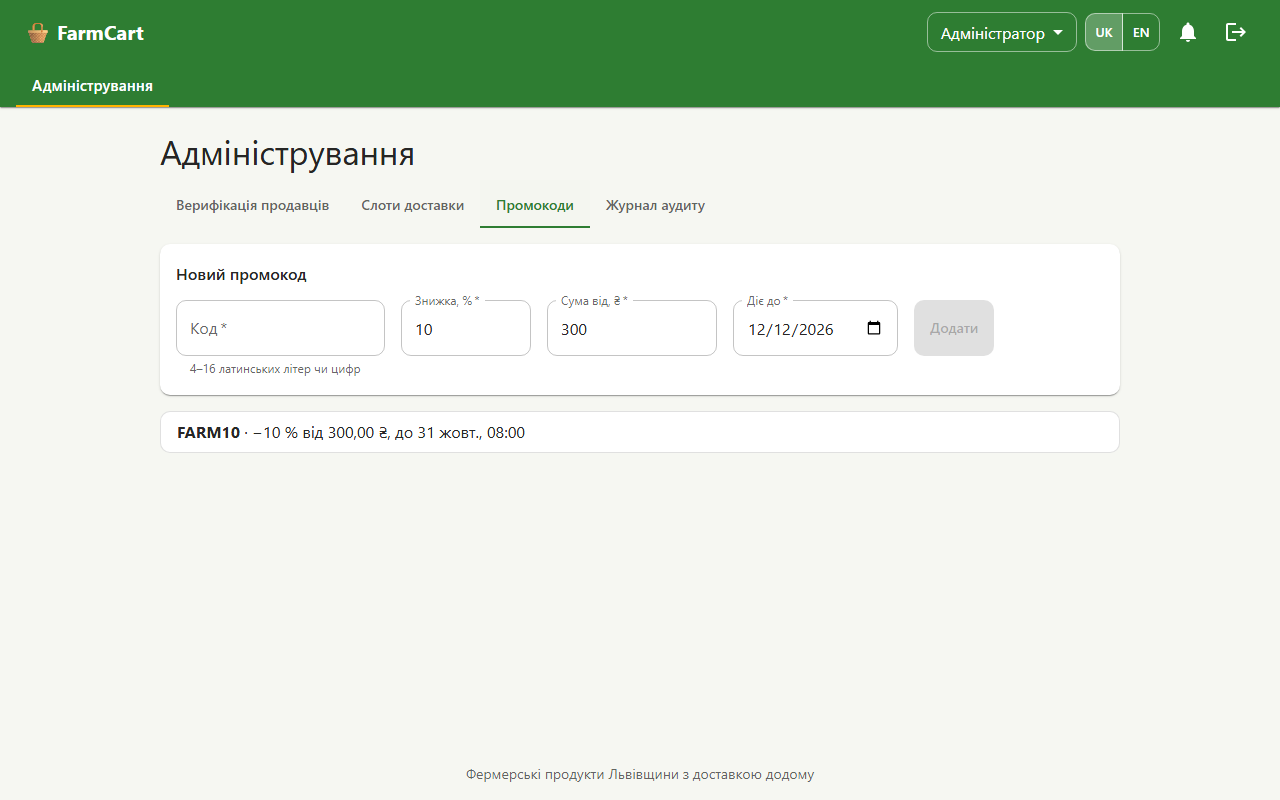 FarmCart
Адміністратор
UK EN
Адміністрування
Адміністрування
Верифікація продавців Слоти доставки Промокоди Журнал аудиту
Новий промокод
Код * Знижка, % * 10 Сума від, ₴ * 300 Діє до * 12/12/2026 Додати
4–16 латинських літер чи цифр
FARM10 · −10 % від 300,00 ₴, до 31 жовт., 08:00
Фермерські продукти Львівщини з доставкою додому